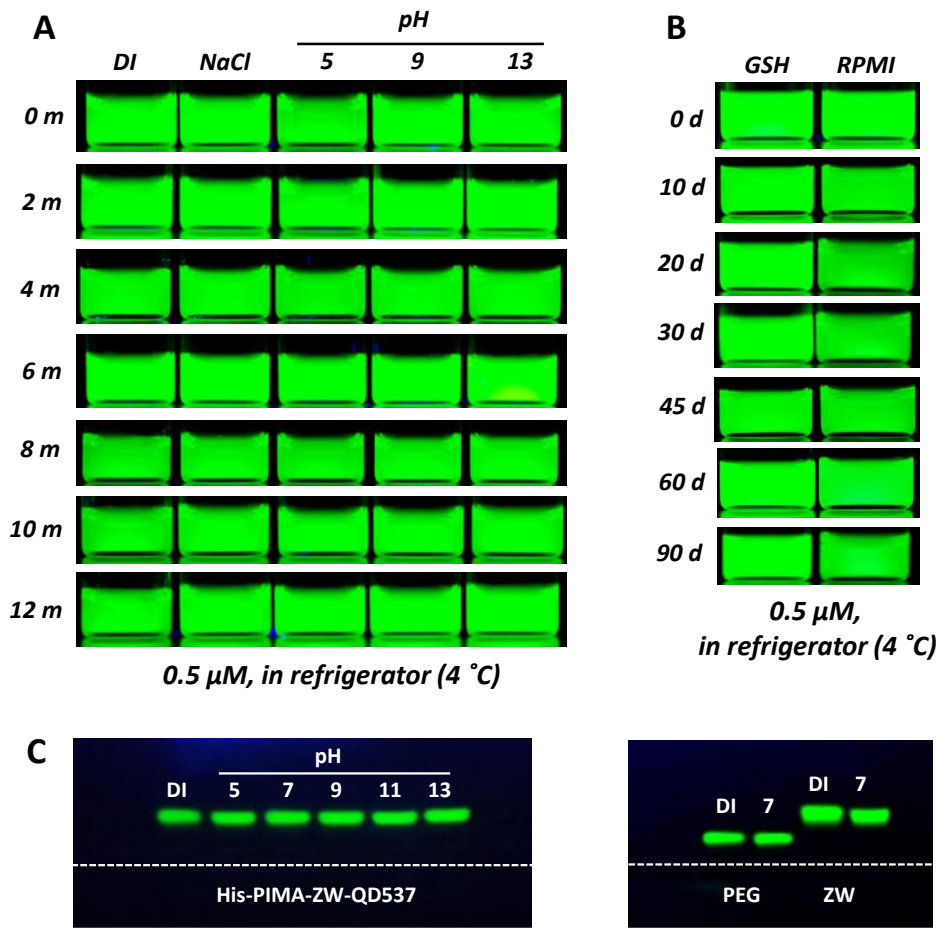 A
pH
DI NaCl 5 9 13
0 m
2 m
4 m
6 m
8 m
10 m
12 m
0.5 µM, in refrigerator (4 ˚C)
B
GSH RPMI
0 d
10 d
20 d
30 d
45 d
60 d
90 d
0.5 µM,
in refrigerator (4 ˚C)
C
pH
DI 5 7 9 11 13
His-PIMA-ZW-QD537
DI 7
DI 7
PEG ZW